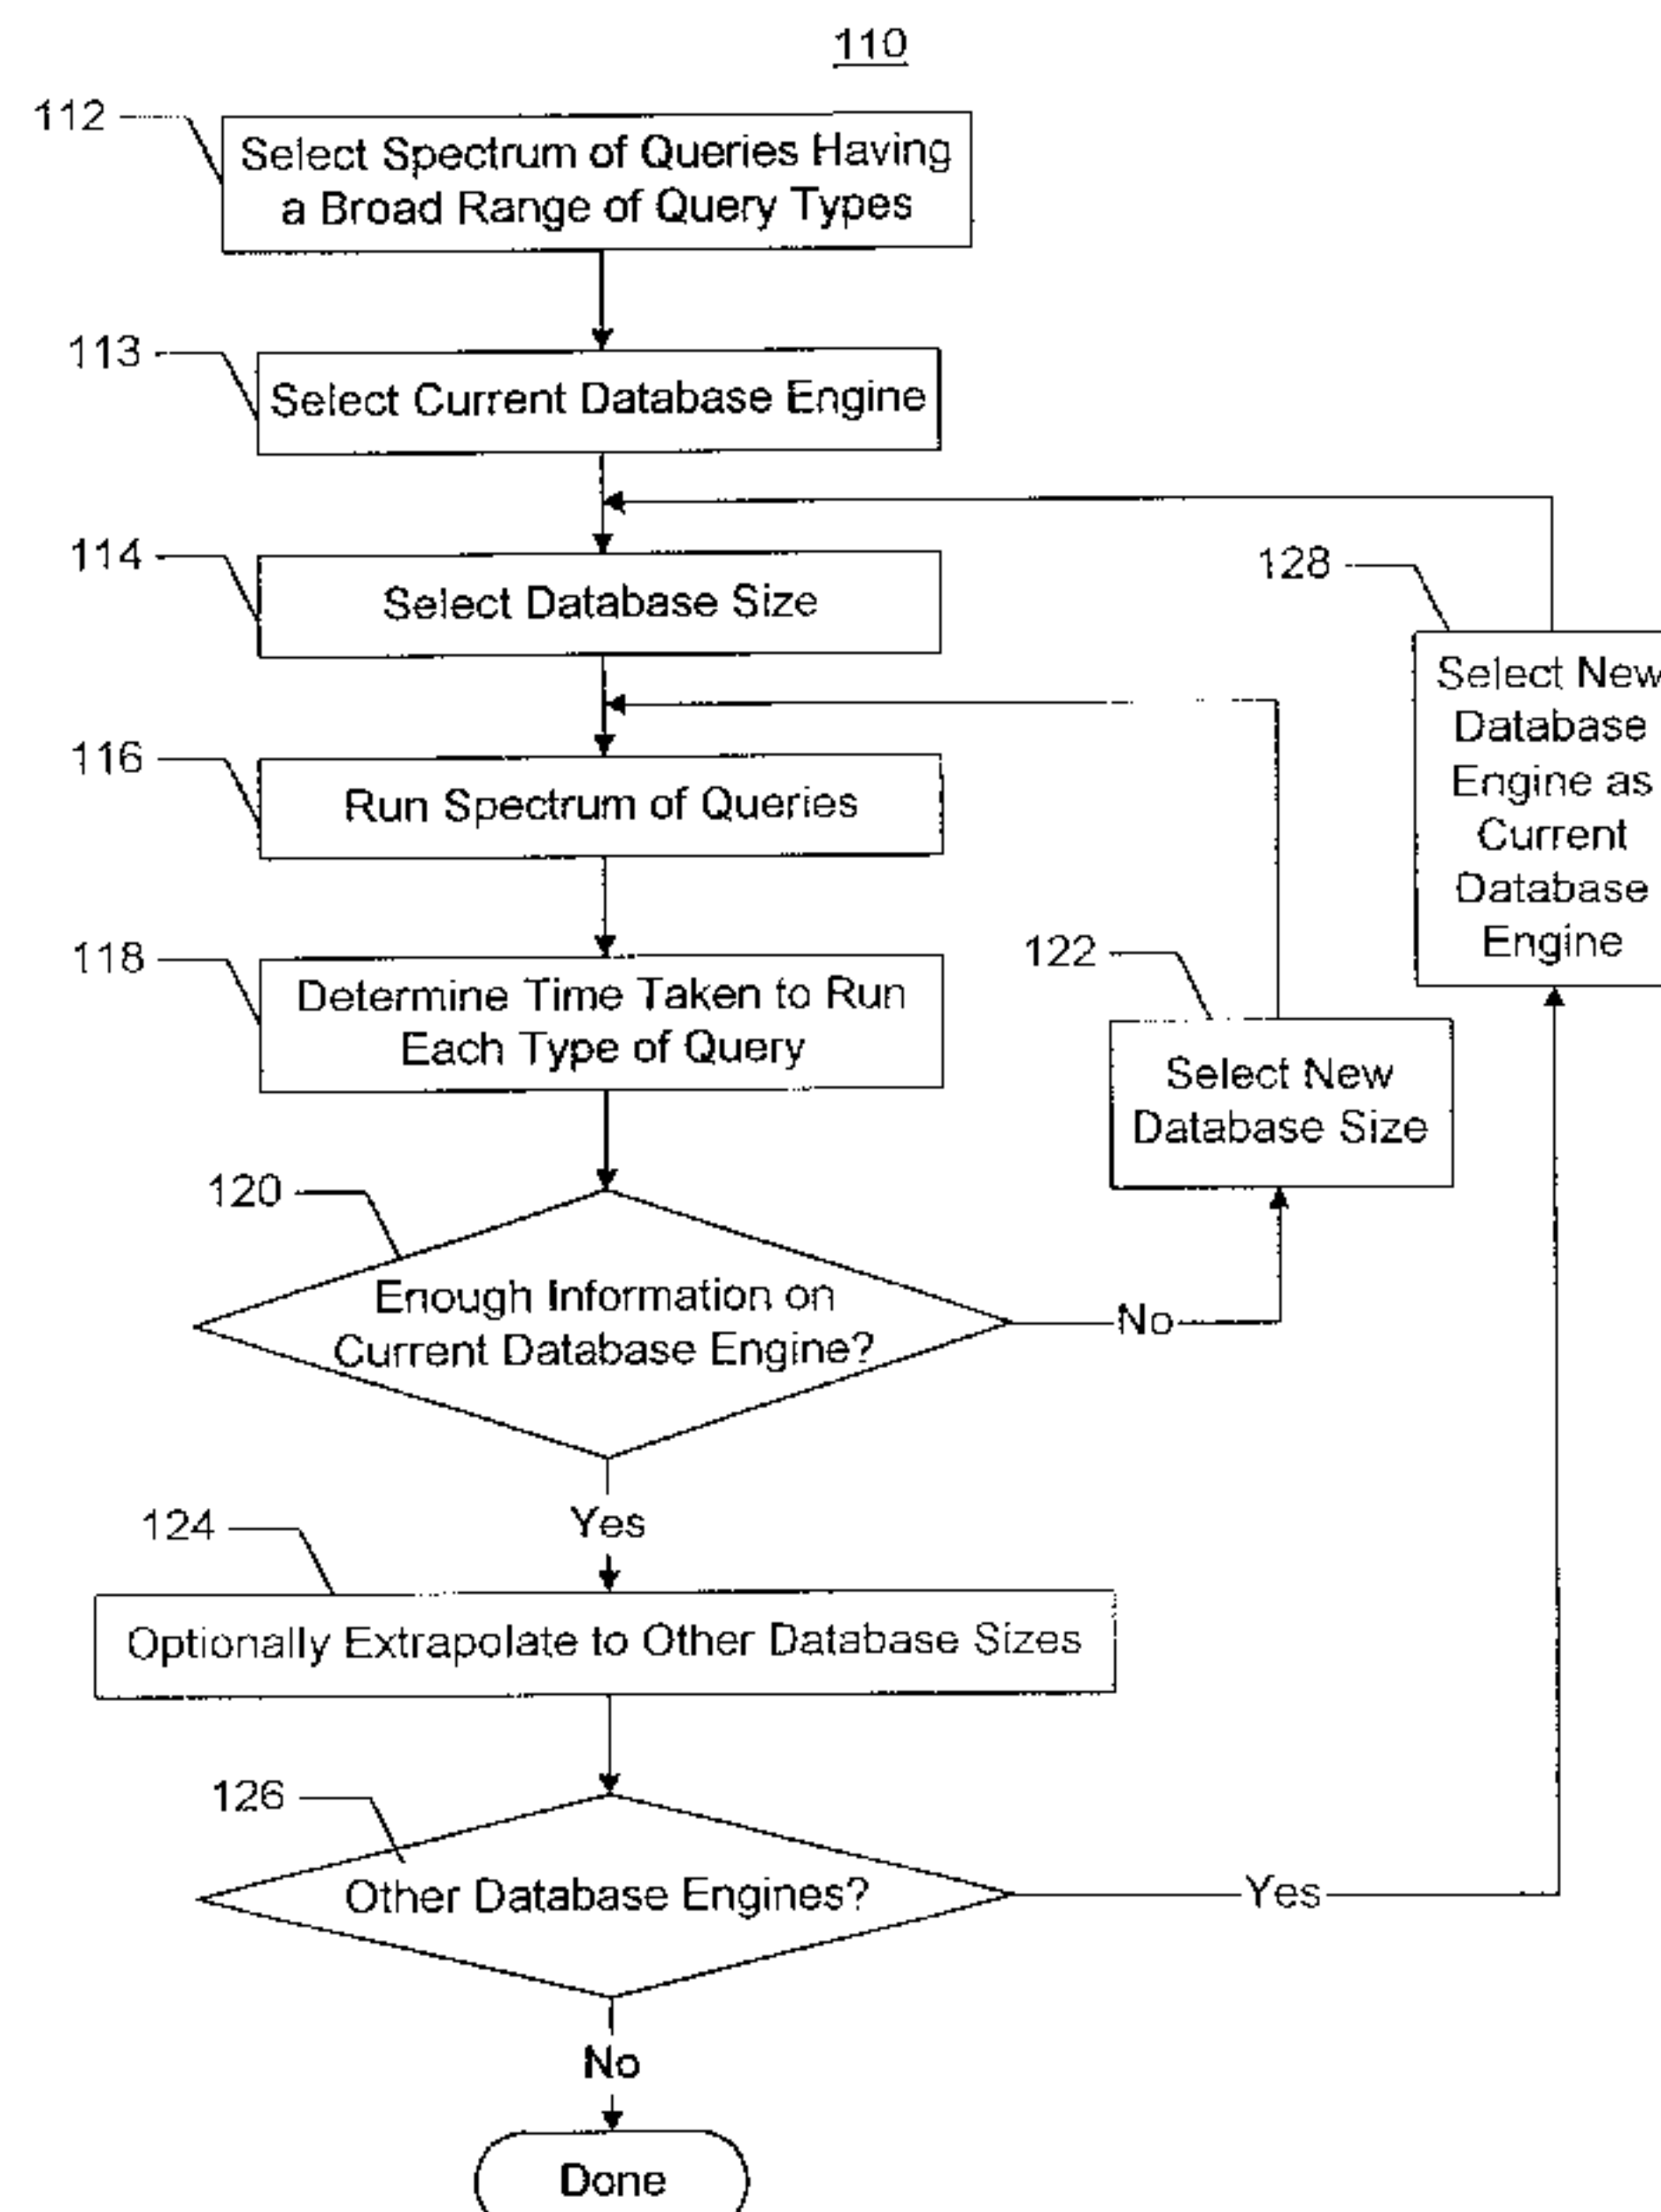 110
112
Select Spectrum of Queries Having
a Broad Range of Query Types
113
Select Current Database Engine
114
Select Database Size
128
Select New
Database
Engine as
Current
Database
Engine
116
Run Spectrum of Queries
118
Determine Time Taken to Run
Each Type of Query
122
Select New
Database Size
120
Enough Information on
Current Database Engine?
No
Yes
124
Optionally Extrapolate to Other Database Sizes
126
Other Database Engines?
Yes
No
Done